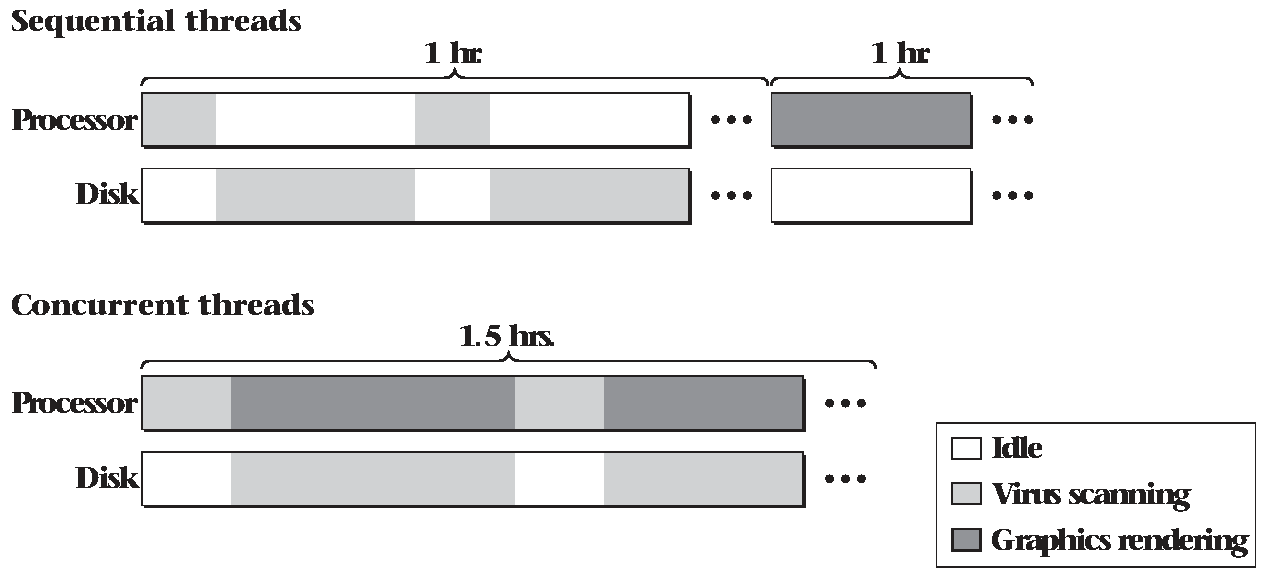 Sequential threads
1 hr.
1 hr
Processor
•••
•••
Disk
•••
•••
Concurrent threads
1.5 hrs.
Processor
•••
Disk
•••
Idle
Virus scanning
Graphics rendering